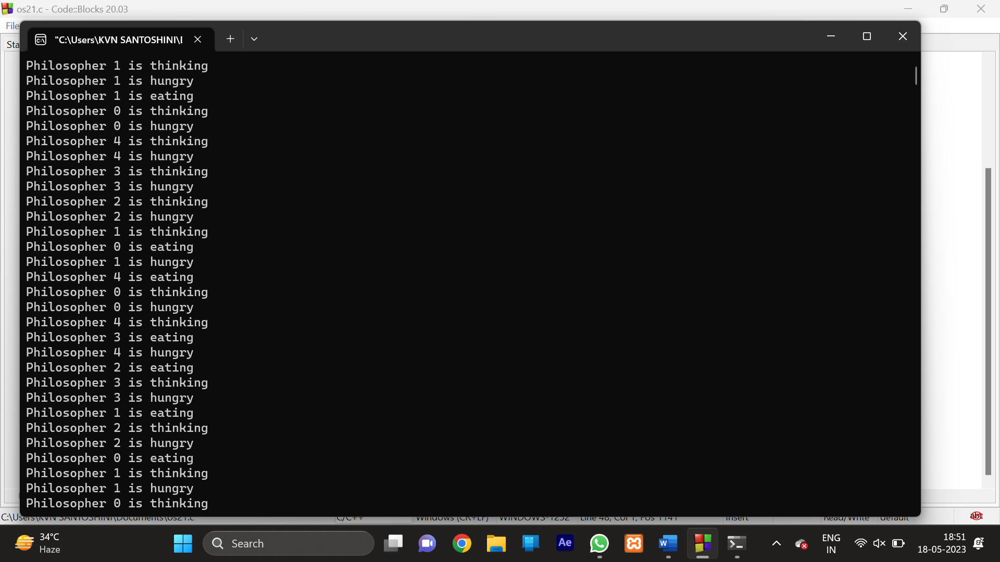 os21.c - Code::Blocks 20.03
File
"C:\Users\KVN SANTOSHINI\
Sta
Philosopher 1 is thinking
Philosopher 1 is hungry
Philosopher 1 is eating
Philosopher 0 is thinking
Philosopher 0 is hungry
Philosopher 4 is thinking
Philosopher 4 is hungry
Philosopher 3 is thinking
Philosopher 3 is hungry
Philosopher 2 is thinking
Philosopher 2 is hungry
Philosopher 1 is thinking
Philosopher 0 is eating
Philosopher 1 is hungry
Philosopher 4 is eating
Philosopher 0 is thinking
Philosopher 0 is hungry
Philosopher 4 is thinking
Philosopher 3 is eating
Philosopher 4 is hungry
Philosopher 2 is eating
Philosopher 3 is thinking
Philosopher 3 is hungry
Philosopher 1 is eating
Philosopher 2 is thinking
Philosopher 2 is hungry
Philosopher 0 is eating
Philosopher 1 is thinking
Philosopher 1 is hungry
Philosopher 0 is thinking
C:\Users\KVN SANTOSHINI\Documents\os21.c C/C++ Windows (CR+LF) WINDOWS-1252 Line 48, Col 1, Pos 1141 Insert Read/Write default abc
34°C
Haze
Search
Ae
W
ENG
IN
18:51
18-05-2023